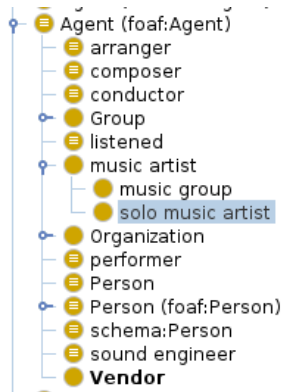 Agent (foaf:Agent)
arranger
composer
conductor
Group
listened
music artist
music group
solo music artist
Organization
performer
Person
Person (foaf:Person)
schema:Person
sound engineer
Vendor